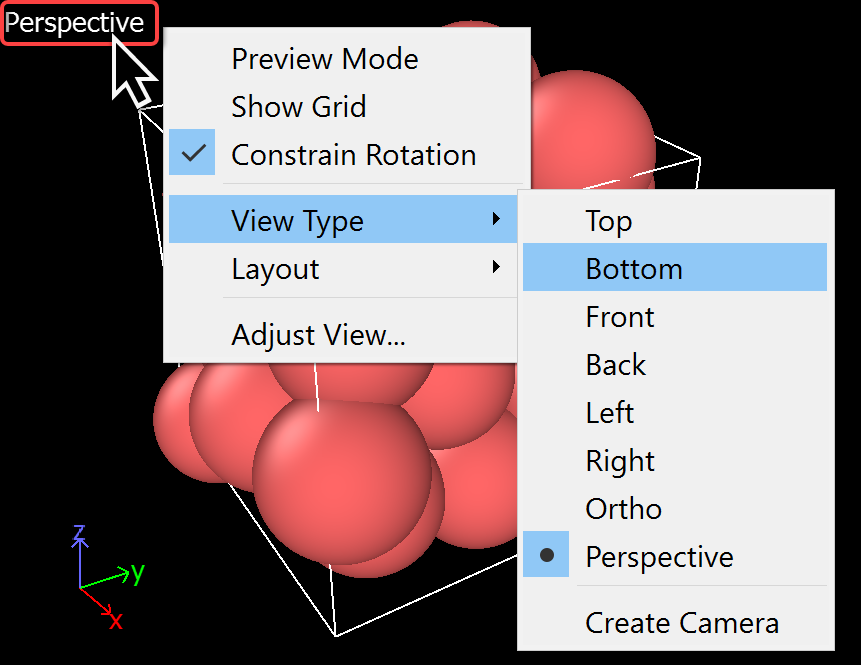 Perspective
Preview Mode
Show Grid
Constrain Rotation
View Type
Layout
Adjust View...
Top
Bottom
Front
Back
Left
Right
Ortho
Perspective
Create Camera
z
y
x